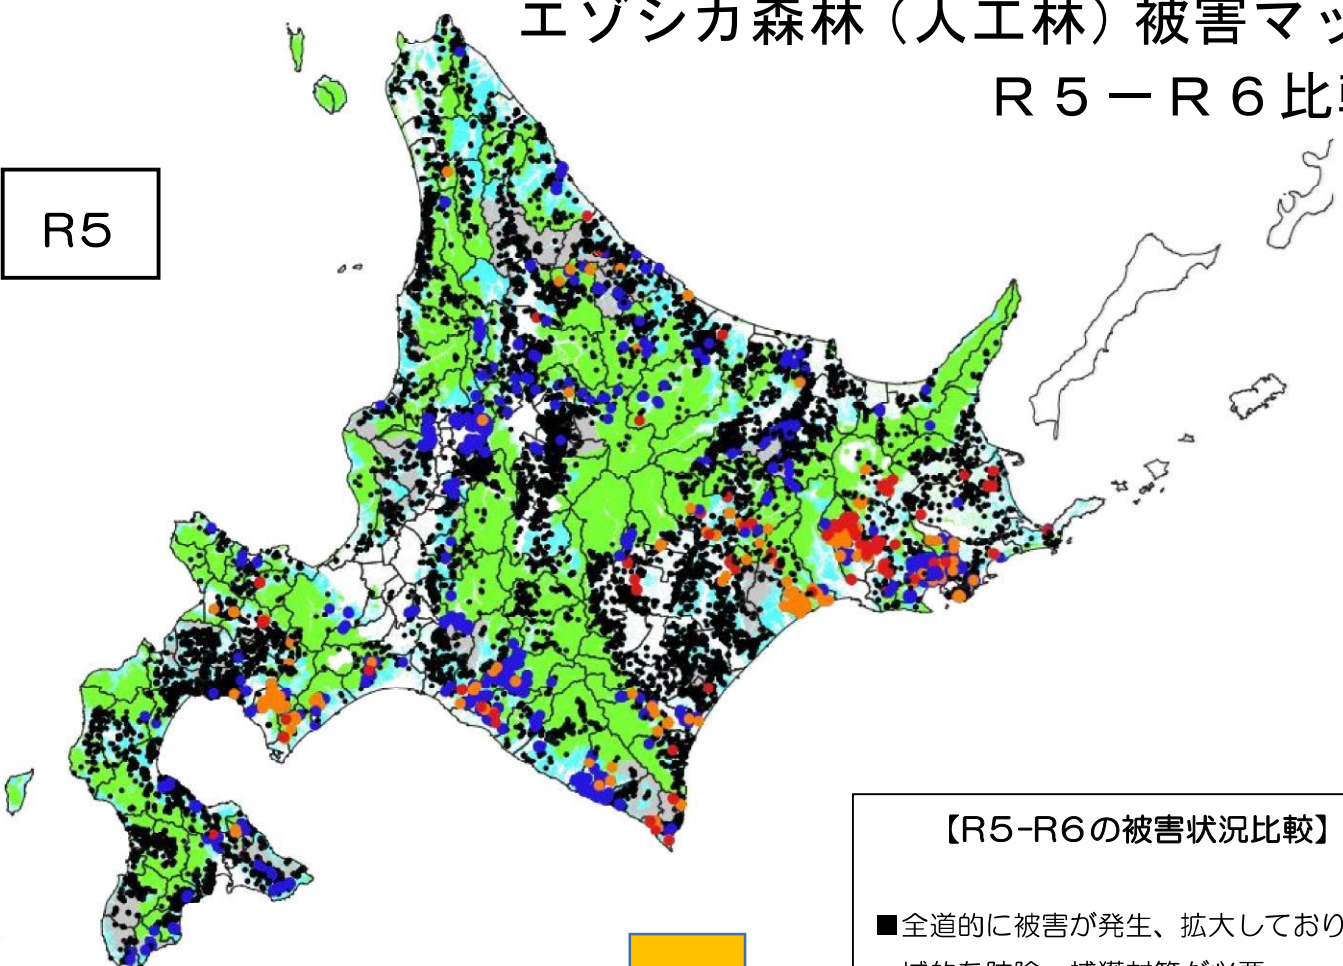 エゾシカ森林（人工林）被害マッ
R5－R6比
R5
【R5-R6の被害状況比較】
■全道的に被害が発生、拡大しており